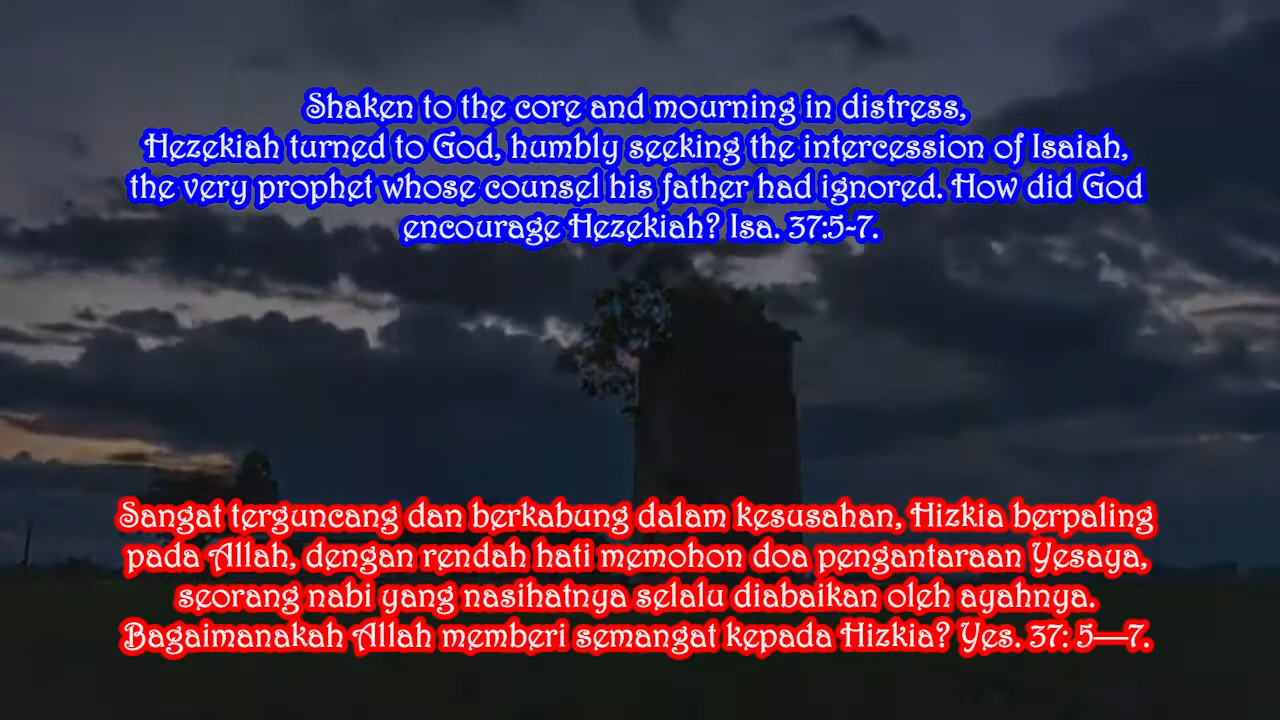 Shaken to the core and mourning in distress,
Hezekiah turned to God, humbly seeking the intercession of Isaiah,
the very prophet whose counsel his father had ignored. How did God
encourage Hezekiah? Isa. 37:5-7.
Sangat terguncang dan berkabung dalam kesusahan, Hizkia berpaling
pada Allah, dengan rendah hati memohon doa pengantaraan Yesaya,
seorang nabi yang nasihatnya selalu diabaikan oleh ayahnya.
Bagaimanakah Allah memberi semangat kepada Hizkia? Yes. 37: 5—7.